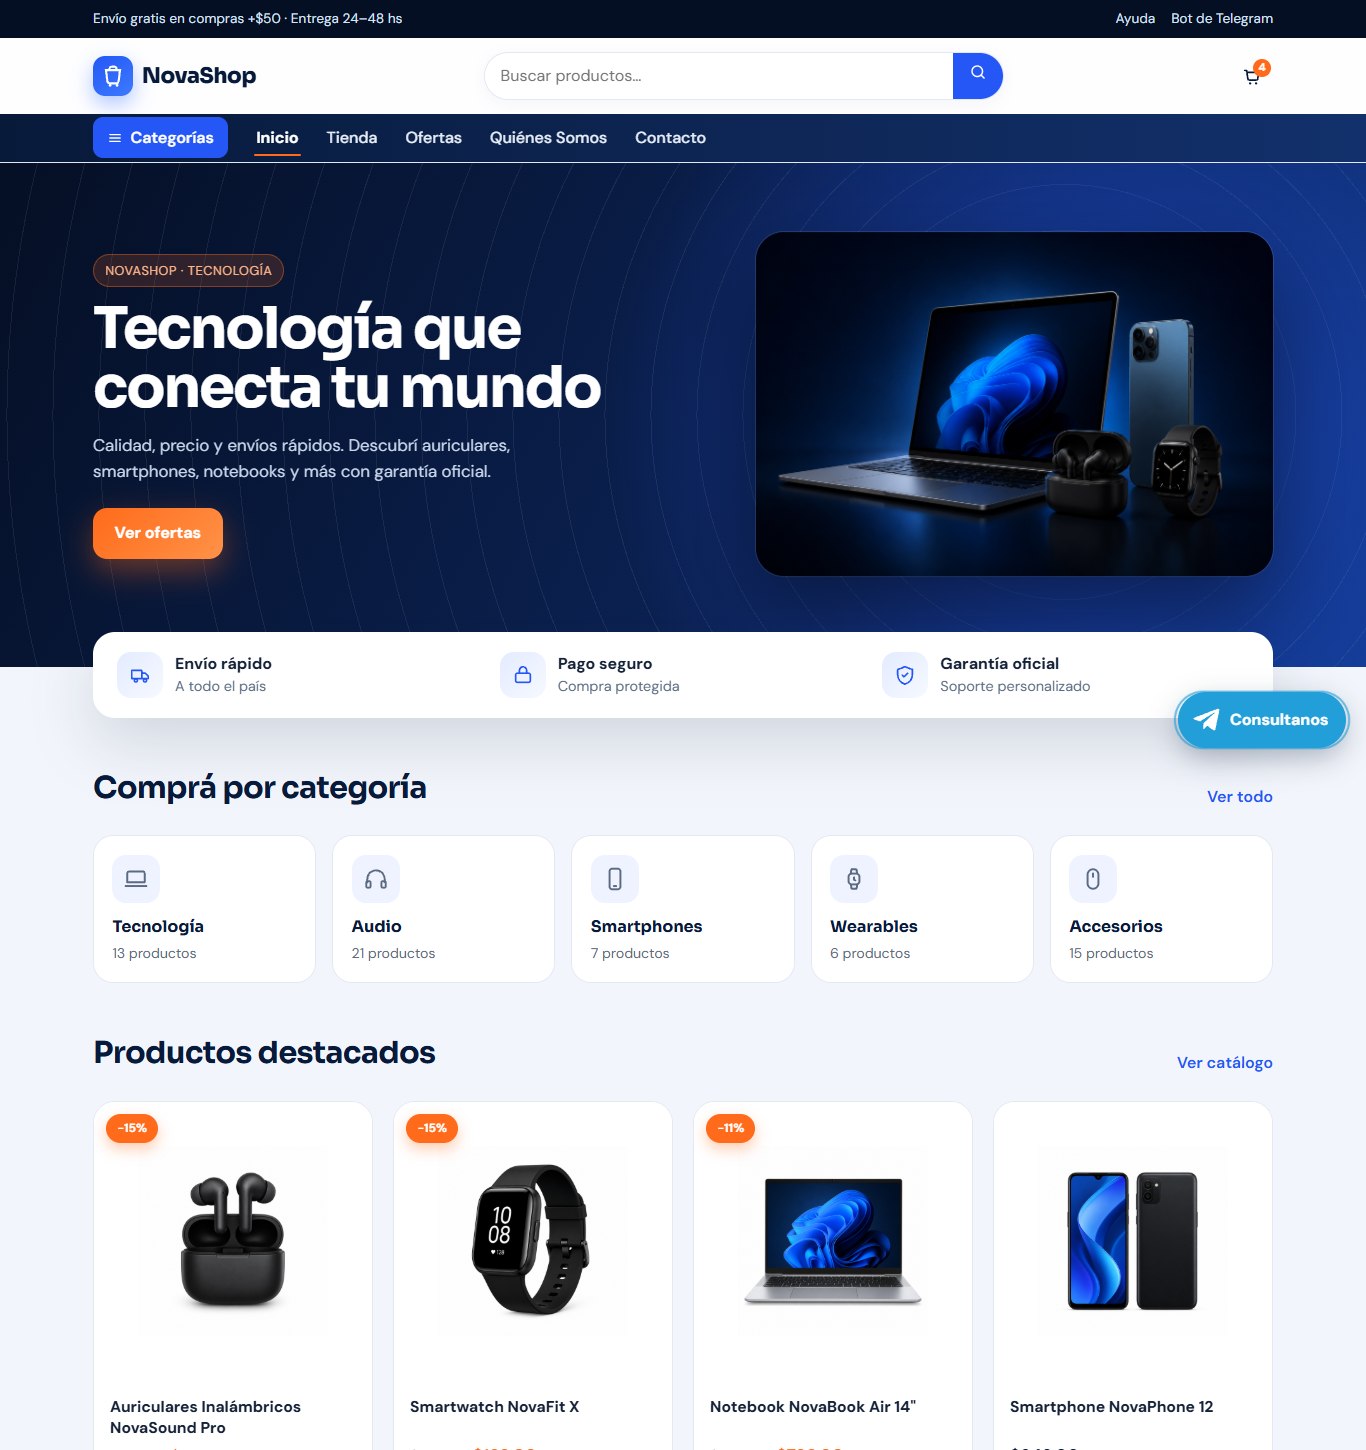 Envío gratis en compras +$50 · Entrega 24–48 hs
Ayuda Bot de Telegram
NovaShop
Buscar productos...
4
Categorías Inicio Tienda Ofertas Quiénes Somos Contacto
NOVASHOP · TECNOLOGÍA
Tecnología que
conecta tu mundo
Calidad, precio y envíos rápidos. Descubrí auriculares,
smartphones, notebooks y más con garantía oficial.
Ver ofertas
Envío rápido
A todo el país
Pago seguro
Compra protegida
Garantía oficial
Soporte personalizado
Consultanos
Comprá por categoría
Ver todo
Tecnología
13 productos
Audio
21 productos
Smartphones
7 productos
Wearables
6 productos
Accesorios
15 productos
Productos destacados
Ver catálogo
-15%
-15%
-11%
10
08
128
Auriculares Inalámbricos
NovaSound Pro
Smartwatch NovaFit X
Notebook NovaBook Air 14"
Smartphone NovaPhone 12